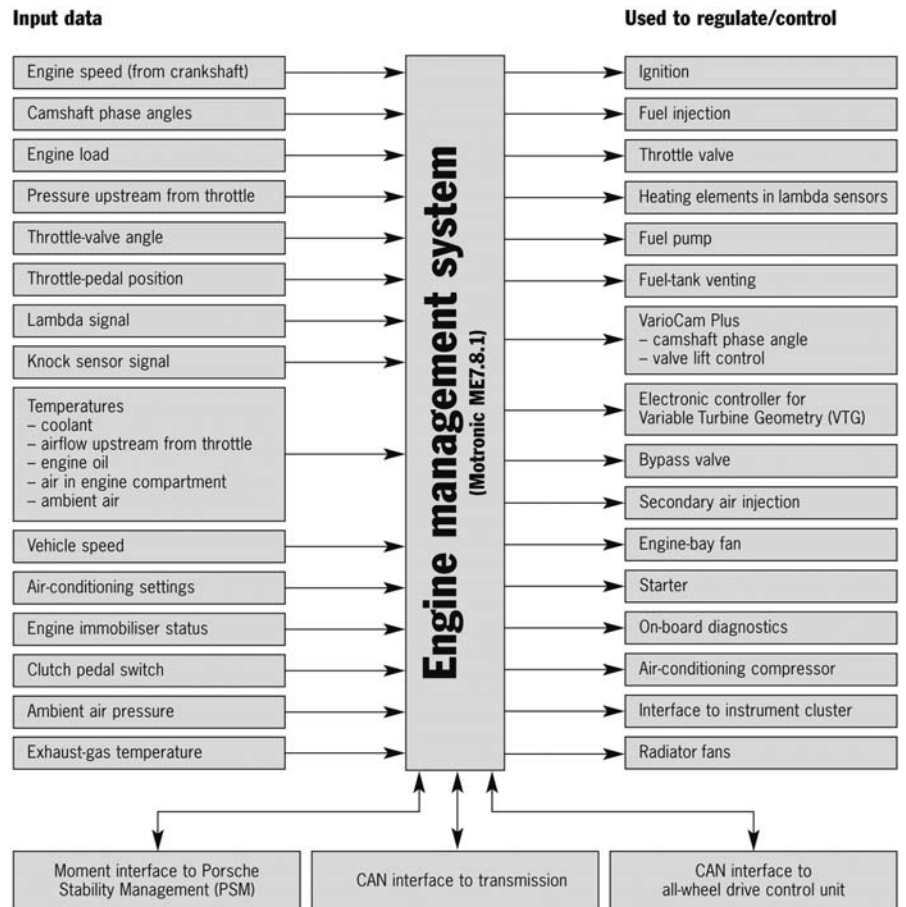 Input data
Used to regulate/control
Engine speed (from crankshaft)
Camshaft phase angles
Engine load
Pressure upstream from throttle
Throttle-valve angle
Throttle-pedal position
Lambda signal
Knock sensor signal
Temperatures
– coolant
– airflow upstream from throttle
– engine oil
– air in engine compartment
– ambient air
Vehicle speed
Air-conditioning settings
Engine immobiliser status
Clutch pedal switch
Ambient air pressure
Exhaust-gas temperature
Engine management system
(Motronic ME7.8.1)
Ignition
Fuel injection
Throttle valve
Heating elements in lambda sensors
Fuel pump
Fuel-tank venting
VarioCam Plus
– camshaft phase angle
– valve lift control
Electronic controller for
Variable Turbine Geometry (VTG)
Bypass valve
Secondary air injection
Engine-bay fan
Starter
On-board diagnostics
Air-conditioning compressor
Interface to instrument cluster
Radiator fans
Moment interface to Porsche
Stability Management (PSM)
CAN interface to transmission
CAN interface to
all-wheel drive control unit